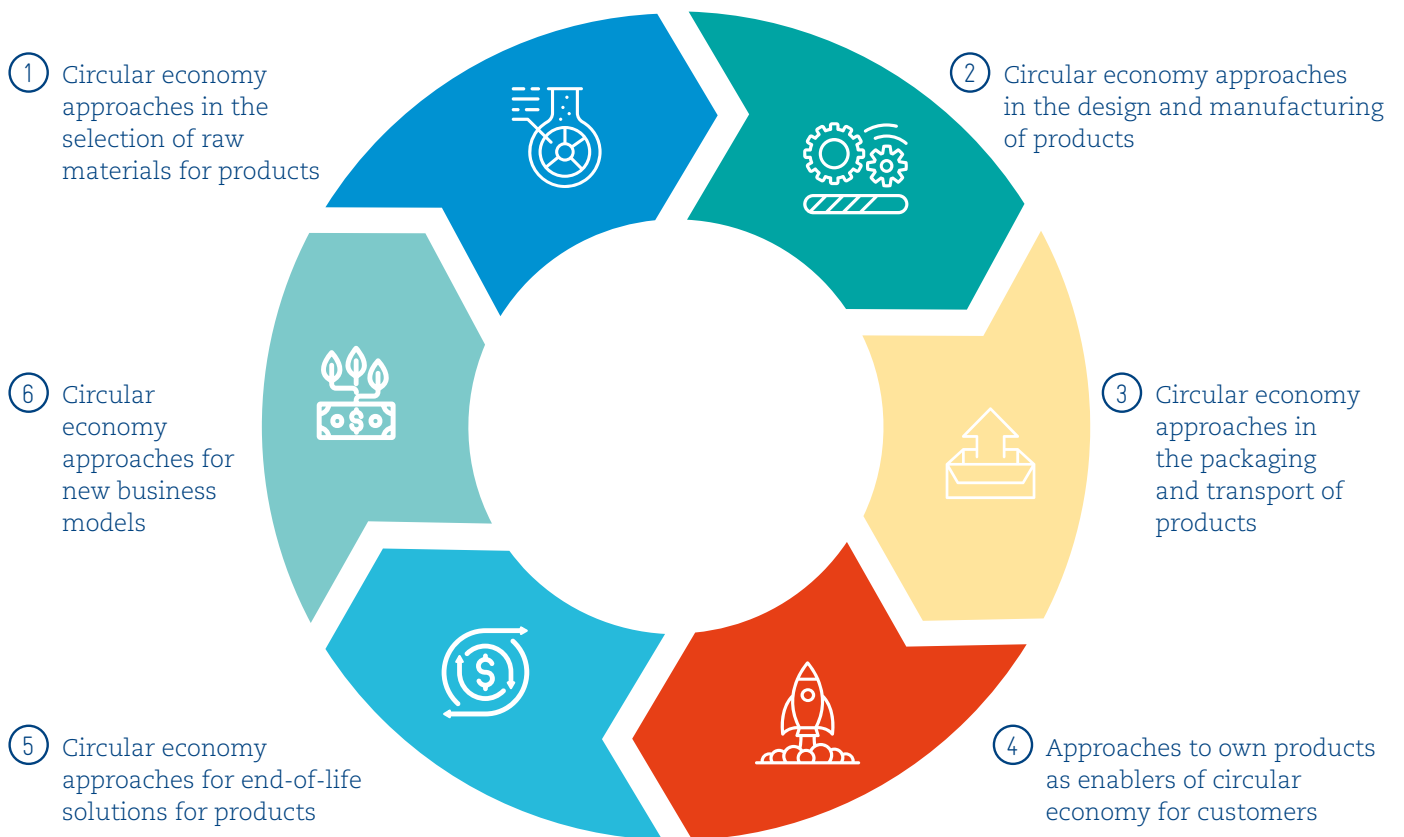 1
Circular economy
approaches in the
selection of raw
materials for products
2
Circular economy approaches
in the design and manufacturing
of products
3
Circular economy
approaches in
the packaging
and transport of
products
4
Approaches to own products
as enablers of circular
economy for customers
5
Circular economy
approaches for end-of-life
solutions for products
6
Circular
economy
approaches for
new business
models
$
$